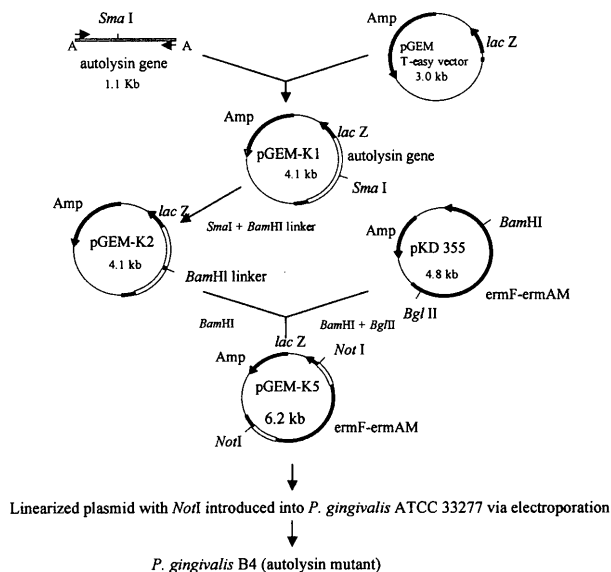 Sma I
A
A
autolysin gene
1.1 Kb
Amp
lac Z
pGEM
T-easy vector
3.0 kb
Amp
lac Z
pGEM-K1
4.1 kb
autolysin gene
Sma I
Amp
lac Z
pGEM-K2
4.1 kb
SmaI + BamHI linker
BamHI linker
Amp
BamHI
pKD 355
4.8 kb
Bgl II
ermF-ermAM
BamHI
BamHI + BglII
lac Z
Amp
Not I
pGEM-K5
6.2 kb
ermF-ermAM
NotI
Linearized plasmid with NotI introduced into P. gingivalis ATCC 33277 via electroporation
P. gingivalis B4 (autolysin mutant)